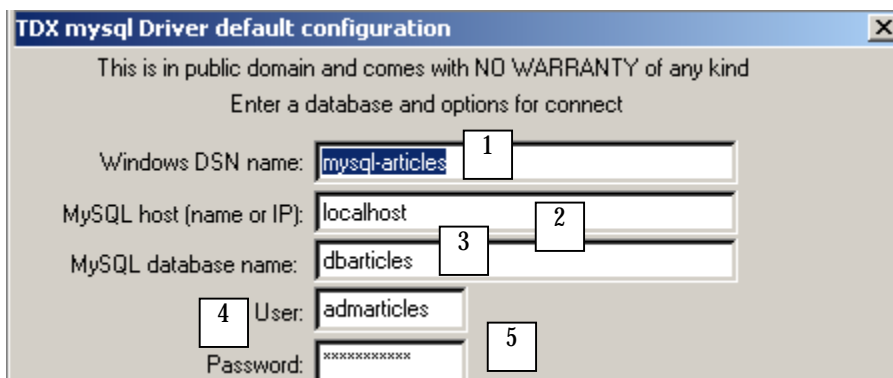 TDX mysql Driver default configuration
This is in public domain and comes with NO WARRANTY of any kind
Enter a database and options for connect
Windows DSN name: mysql-articles 1
MySQL host (name or IP): localhost 2
MySQL database name: dbarticles 3
4 User: admarticles
Password: *********** 5